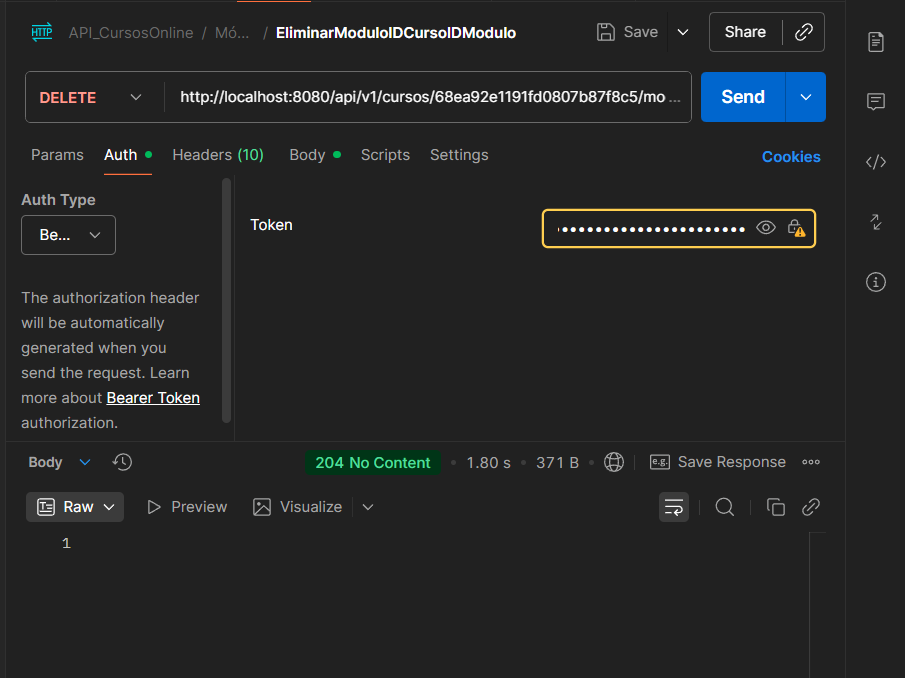 HTTP API_CursosOnline / Mó... / EliminarModuloIDCursoIDModulo Save Share
DELETE http://localhost:8080/api/v1/cursos/68ea92e1191fd0807b87f8c5/mo ... Send
Params Auth Headers (10) Body Scripts Settings Cookies
Auth Type
Be...
Token
The authorization header
will be automatically
generated when you
send the request. Learn
more about Bearer Token
authorization.
Body 204 No Content 1.80 s 371 B e.g. Save Response
Raw Preview Visualize
1